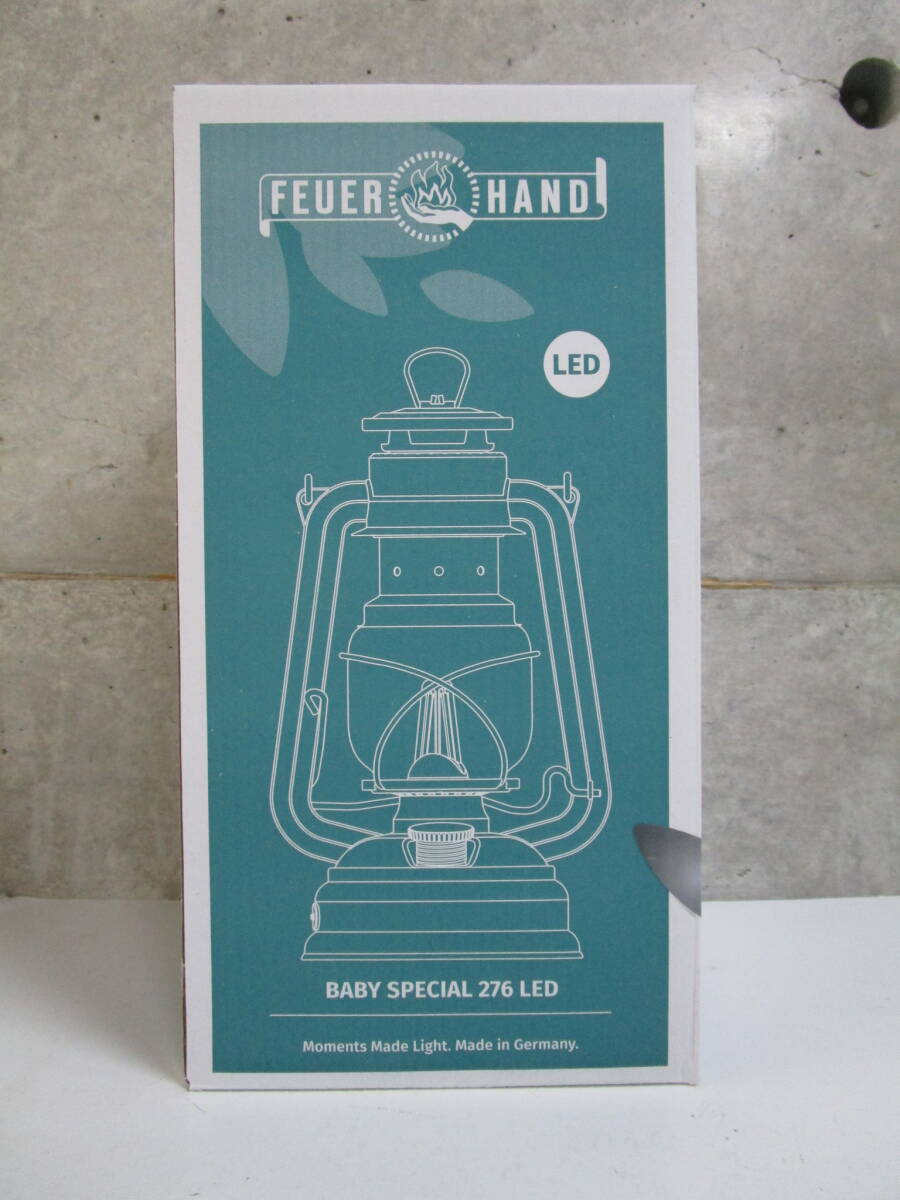 FEUER HAND
LED
BABY SPECIAL 276 LED
Moments Made Light. Made in Germany.